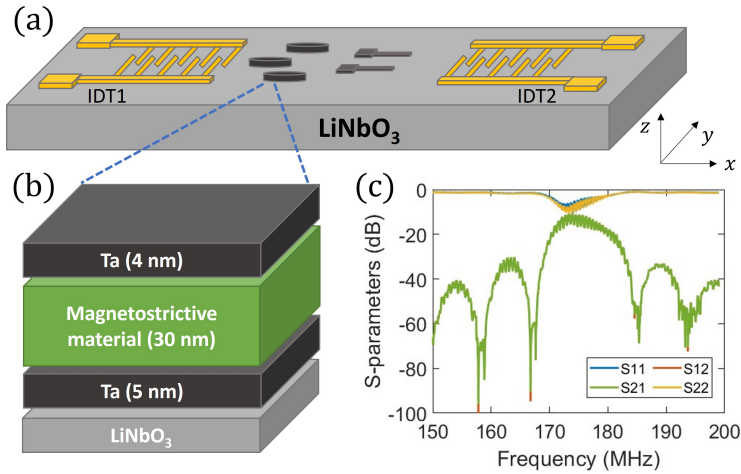 (a)
IDT1
IDT2
LiNbO3
z
y
x
(b)
Ta (4 nm)
Magnetostrictive
material (30 nm)
Ta (5 nm)
LiNbO3
(c)
S-parameters (dB)
0
-20
-40
-60
-80
-100
S11
S12
S21
S22
150
160
170
180
190
200
Frequency (MHz)